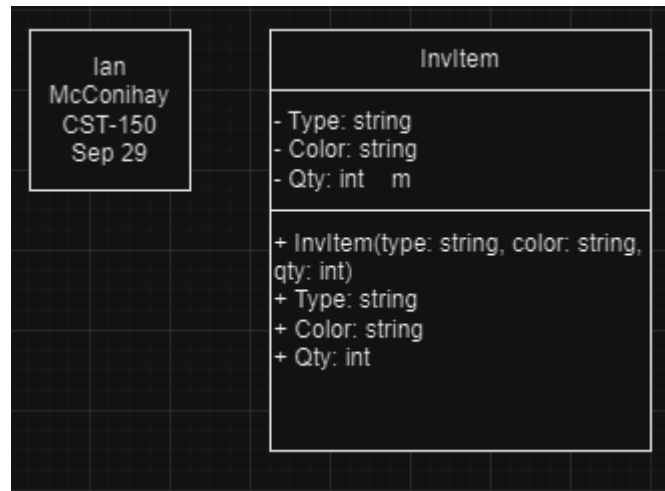 Ian
McConihay
CST-150
Sep 29
InvItem
- Type: string
- Color: string
- Qty: int m
+ InvItem(type: string, color: string,
qty: int)
+ Type: string
+ Color: string
+ Qty: int